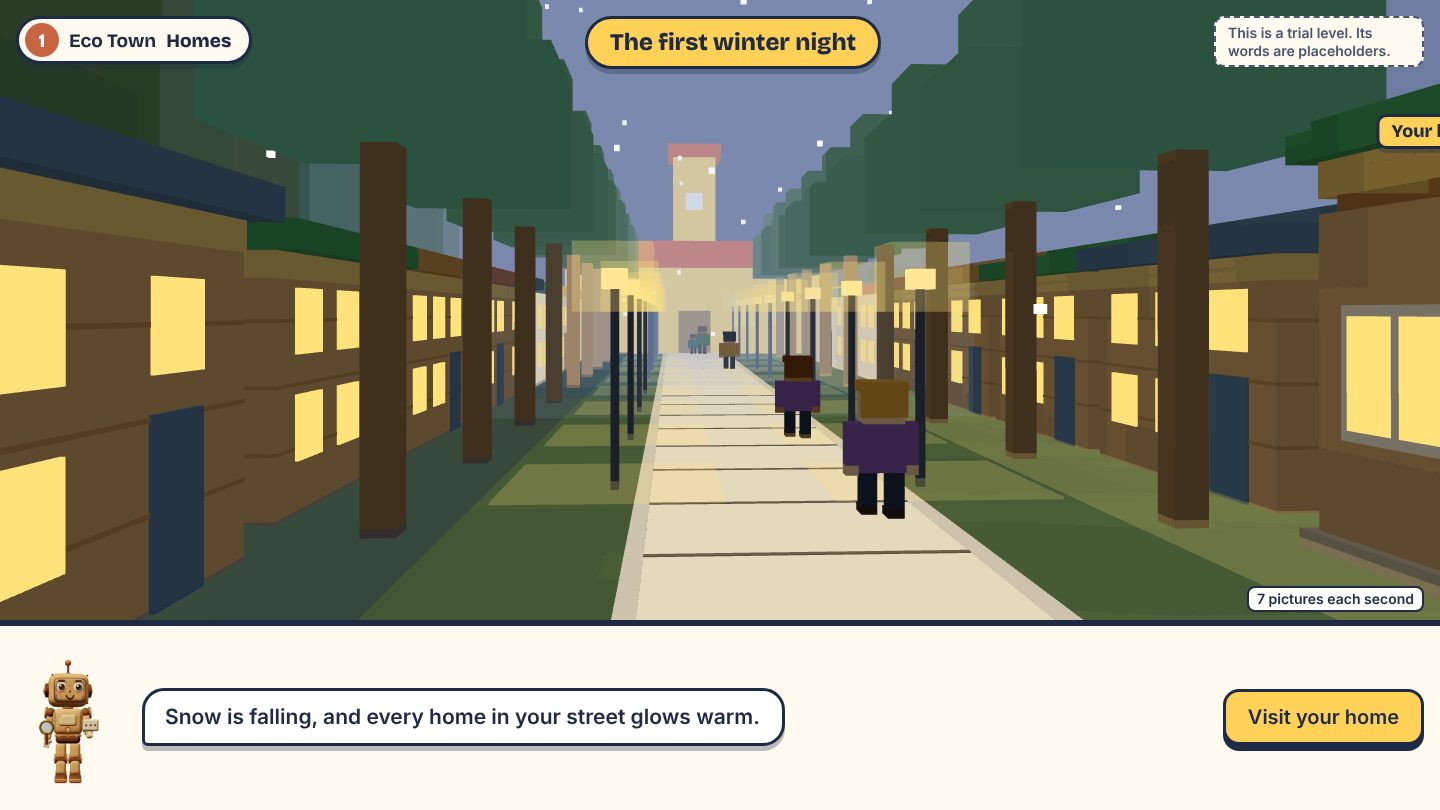 1 Eco Town Homes
The first winter night
This is a trial level. Its
words are placeholders.
Your
7 pictures each second
Snow is falling, and every home in your street glows warm.
Visit your home